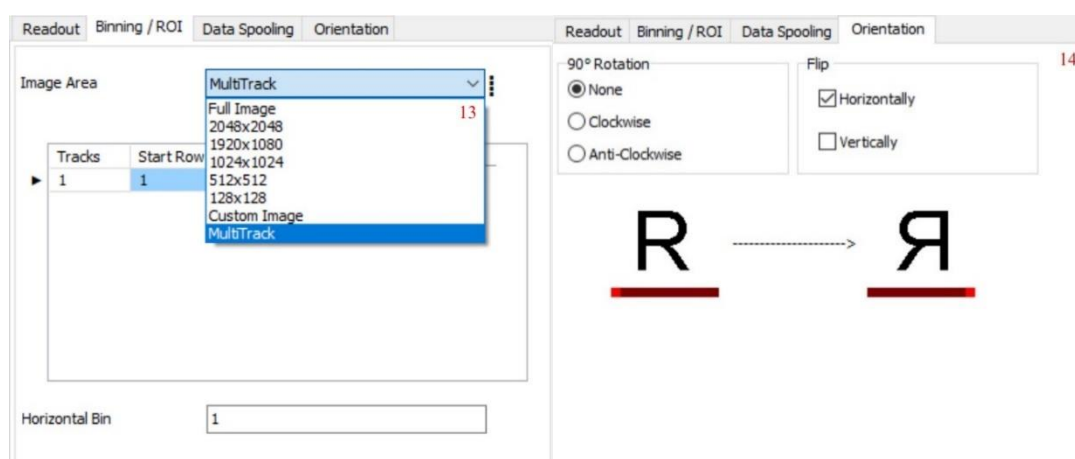 Readout Binning / ROI Data Spooling Orientation
Image Area MultiTrack
Full Image 13
2048x2048
1920x1080
1024x1024
512x512
128x128
Custom Image
MultiTrack
Tracks Start Row
1 1
Horizontal Bin 1
Readout Binning / ROI Data Spooling Orientation
14
90° Rotation Flip
None Horizontally
Clockwise
Anti-Clockwise Vertically
R -----------------------> Я